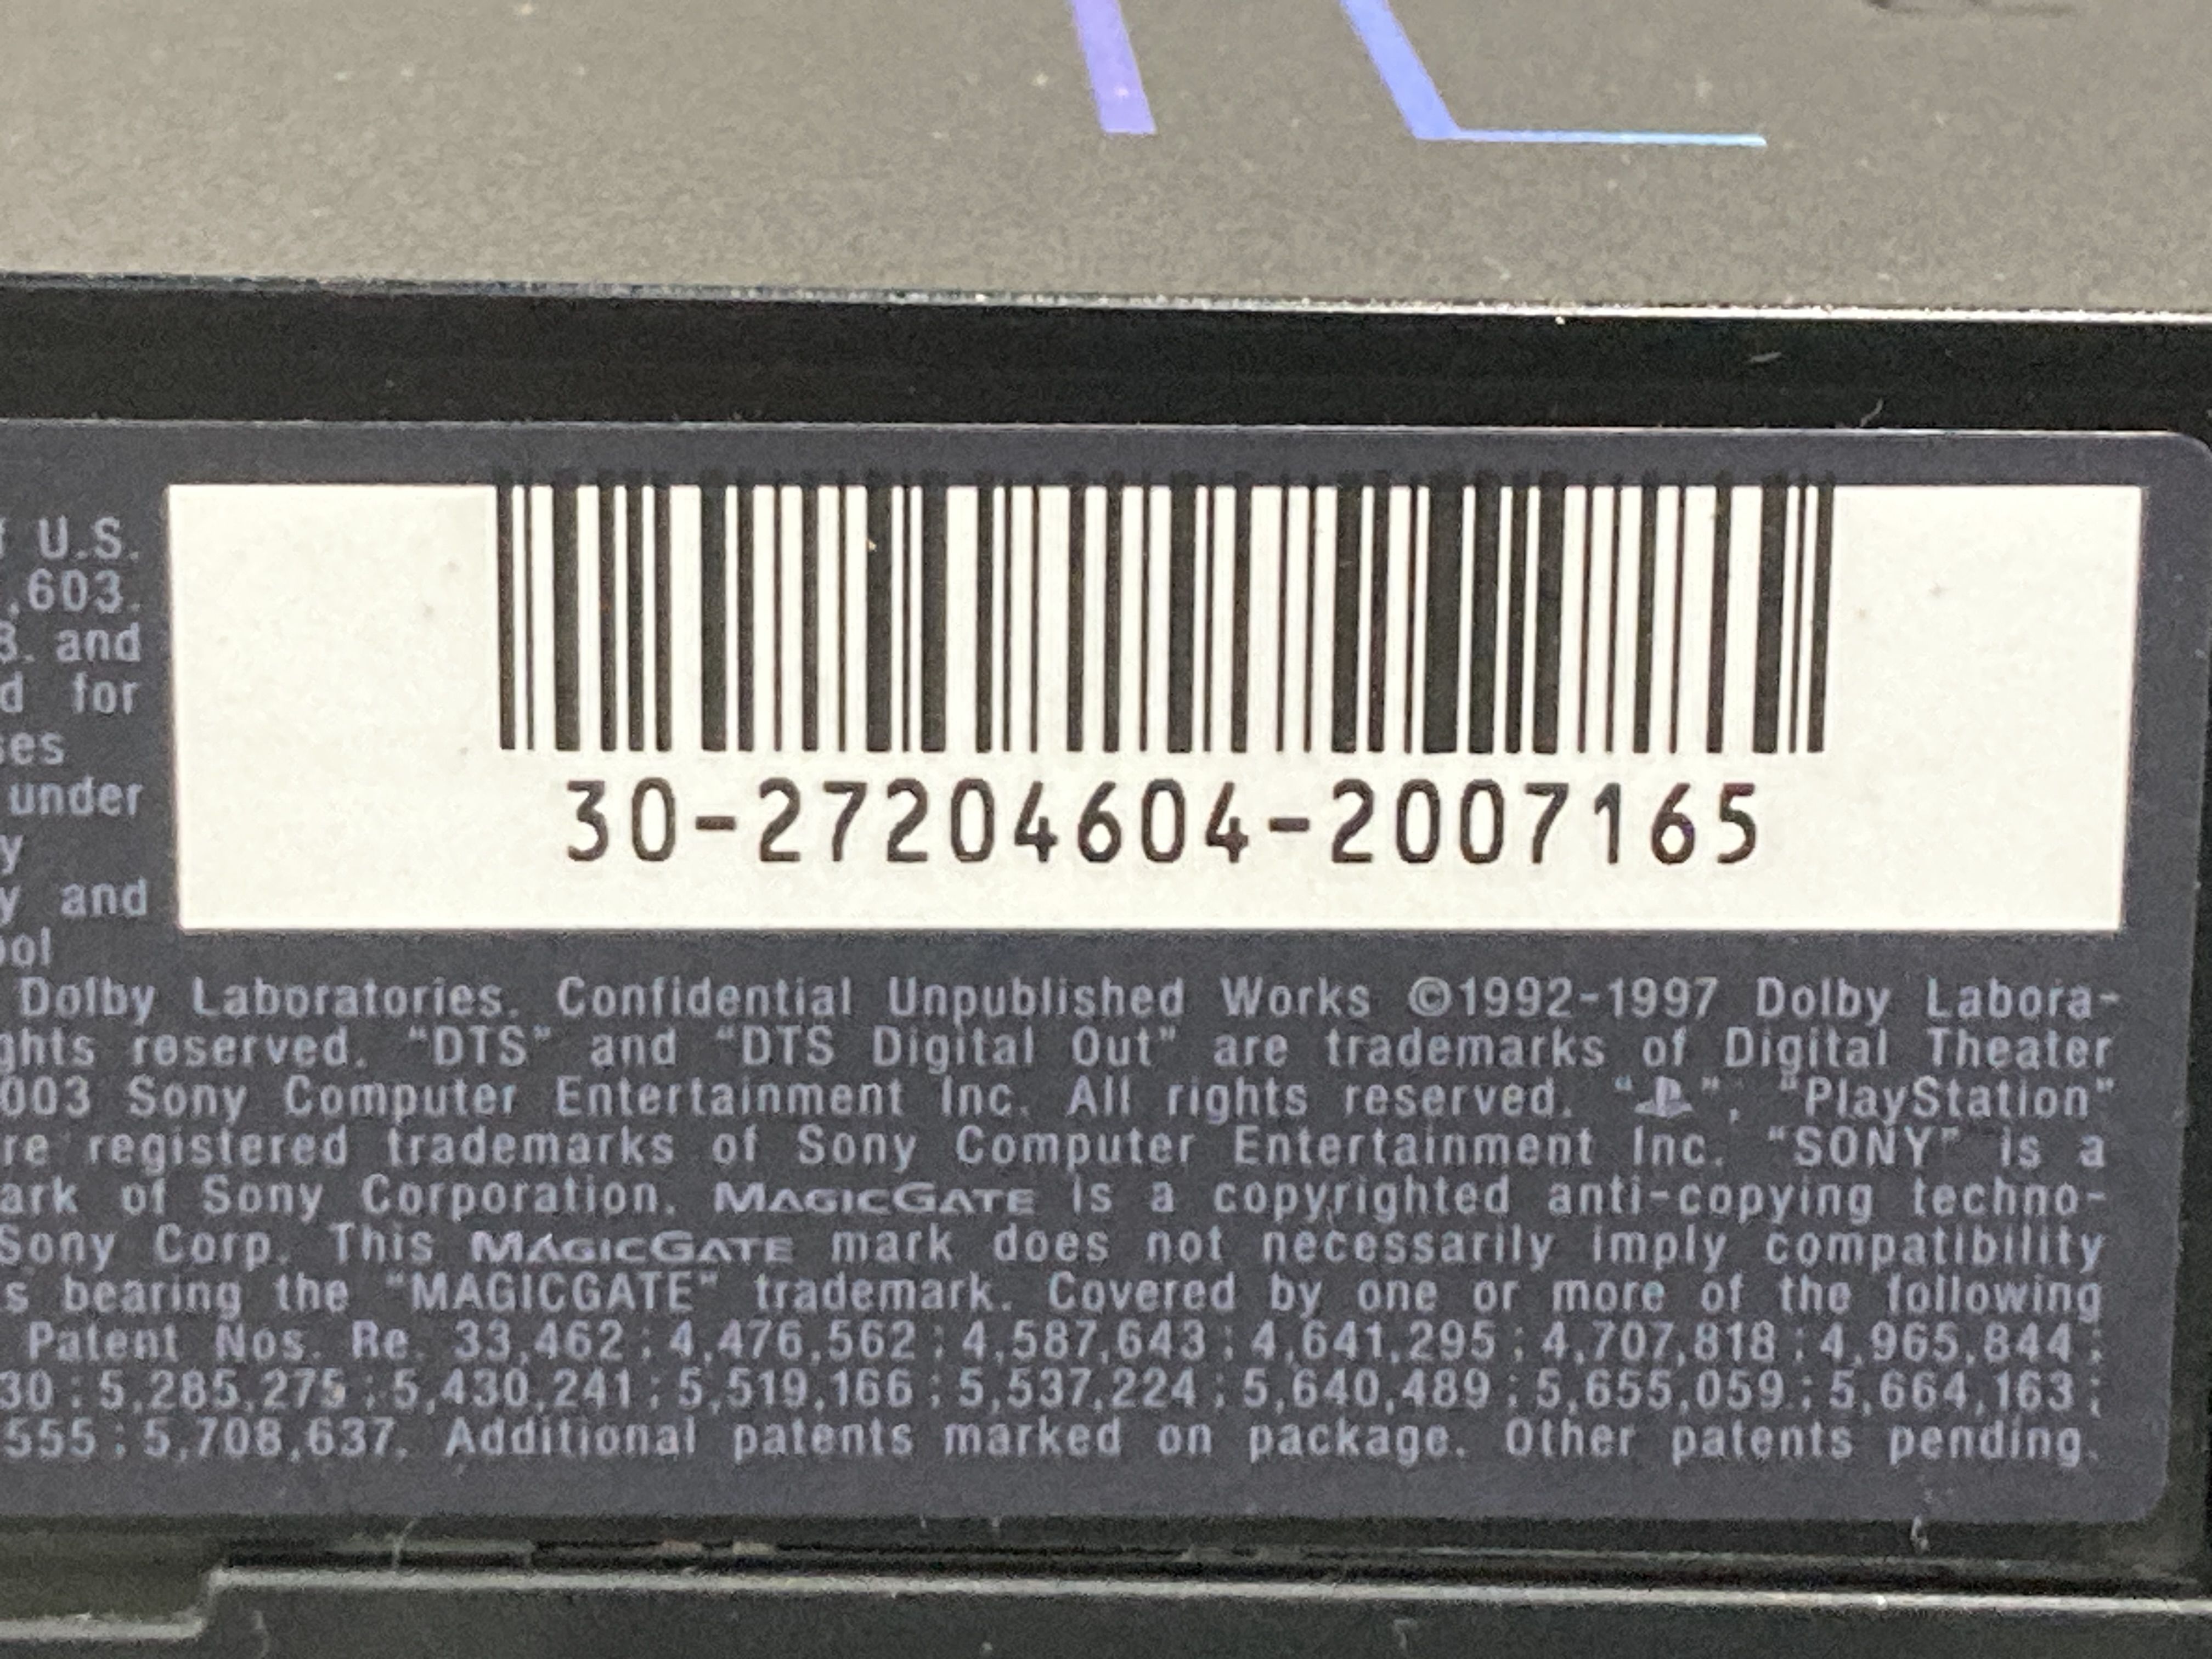 U.S.
,603.
and
for
under
and
30-27204604-2007165
Dolby Laboratories. Confidential Unpublished Works ©1992-1997 Dolby Labora-
reserved. “DTS” and “DTS Digital Out” are trademarks of Digital Theater
003 Sony Computer Entertainment Inc. All rights reserved. “ ”, “PlayStation”
registered trademarks of Sony Computer Entertainment Inc. “SONY” is a
of Sony Corporation. MAGICGATE is a copyrighted anti-copying techno-
Sony Corp. This MAGICGATE mark does not necessarily imply compatibility
bearing the “MAGICGATE” trademark. Covered by one or more of the following
Patent Nos. Re. 33,462 ; 4,476,562 ; 4,587,643 ; 4,641,295 ; 4,707,818 ; 4,965,844 ;
30 ; 5,285,275 ; 5,430,241 ; 5,519,166 ; 5,537,224 ; 5,640,489 ; 5,655,059 ; 5,664,163 ;
555 ; 5,708,637. Additional patents marked on package. Other patents pending.